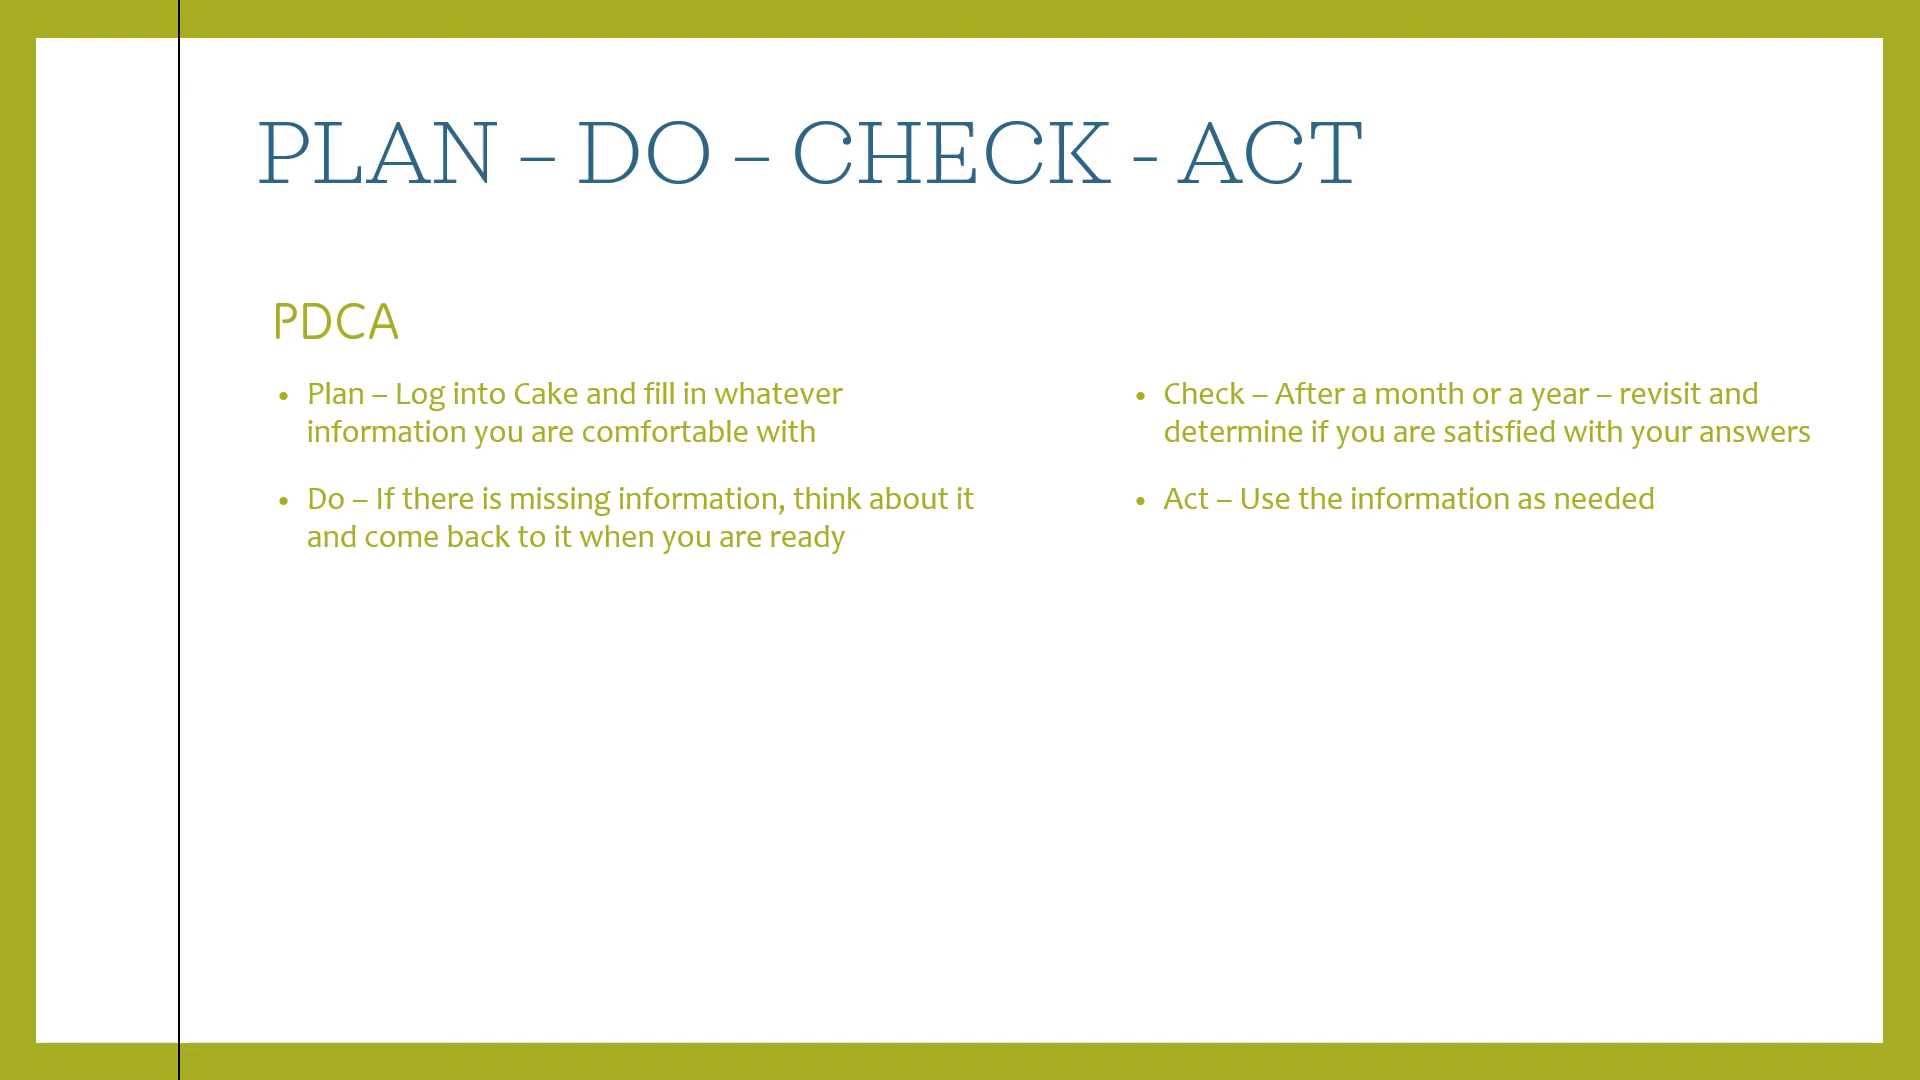 PLAN – DO – CHECK - ACT
PDCA
• Plan – Log into Cake and fill in whatever
information you are comfortable with
• Do – If there is missing information, think about it
and come back to it when you are ready
• Check – After a month or a year – revisit and
determine if you are satisfied with your answers
• Act – Use the information as needed